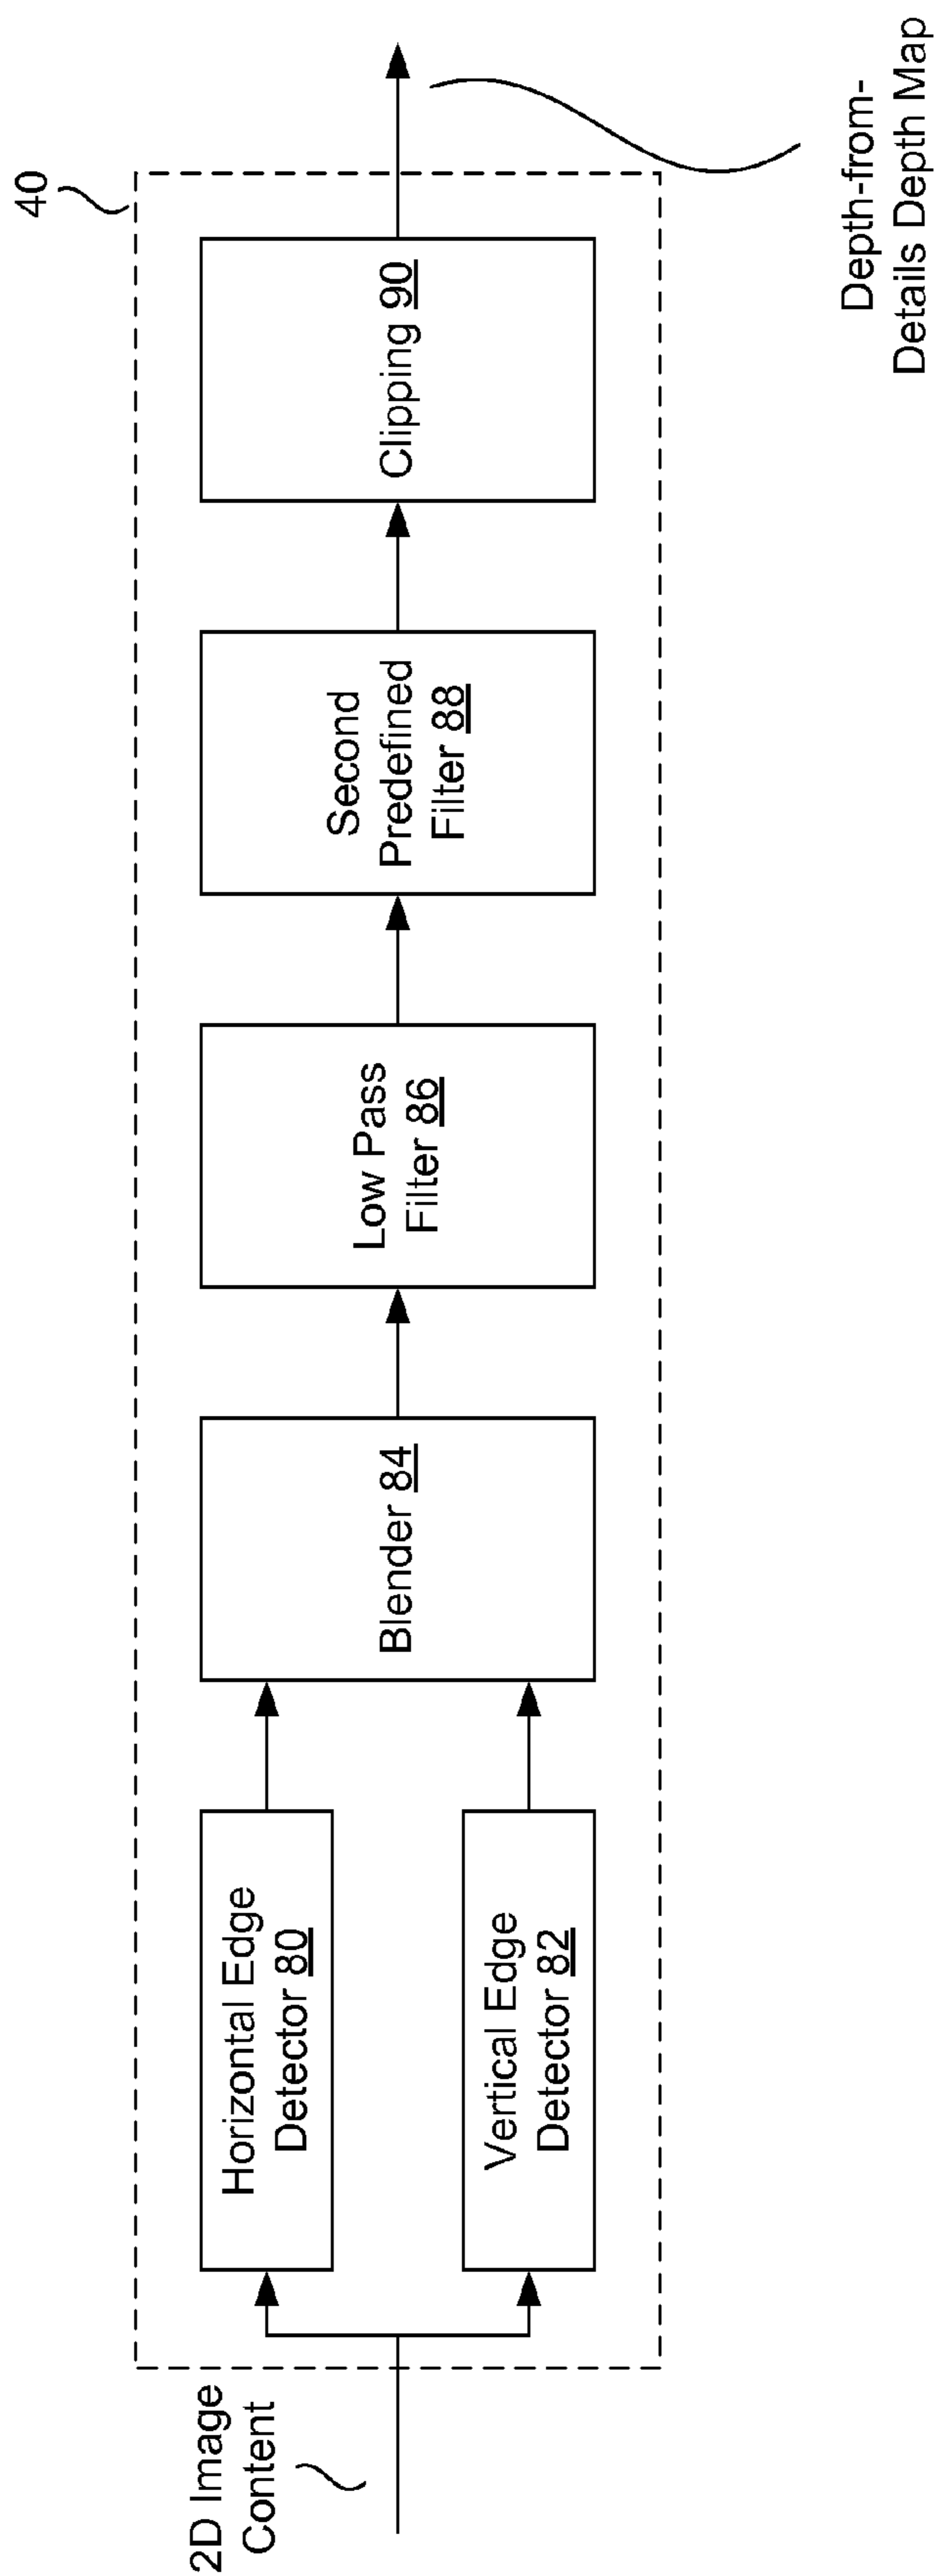 40
2D Image
Content
Horizontal Edge
Detector 80
Vertical Edge
Detector 82
Blender 84
Low Pass
Filter 86
Second
Predefined
Filter 88
Clipping 90
Depth-from-
Details Depth Map